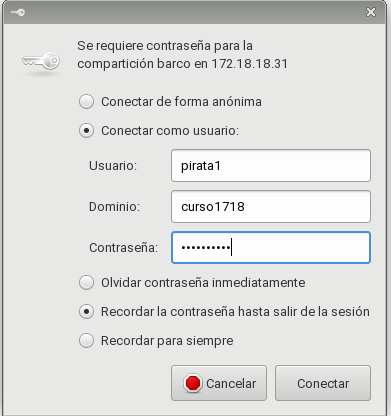 Se requiere contraseña para la
compartición barco en 172.18.18.31
Conectar de forma anónima
Conectar como usuario:
Usuario: pirata1
Dominio: curso1718
Contraseña: ••••••••••
Olvidar contraseña inmediatamente
Recordar la contraseña hasta salir de la sesión
Recordar para siempre
Cancelar Conectar